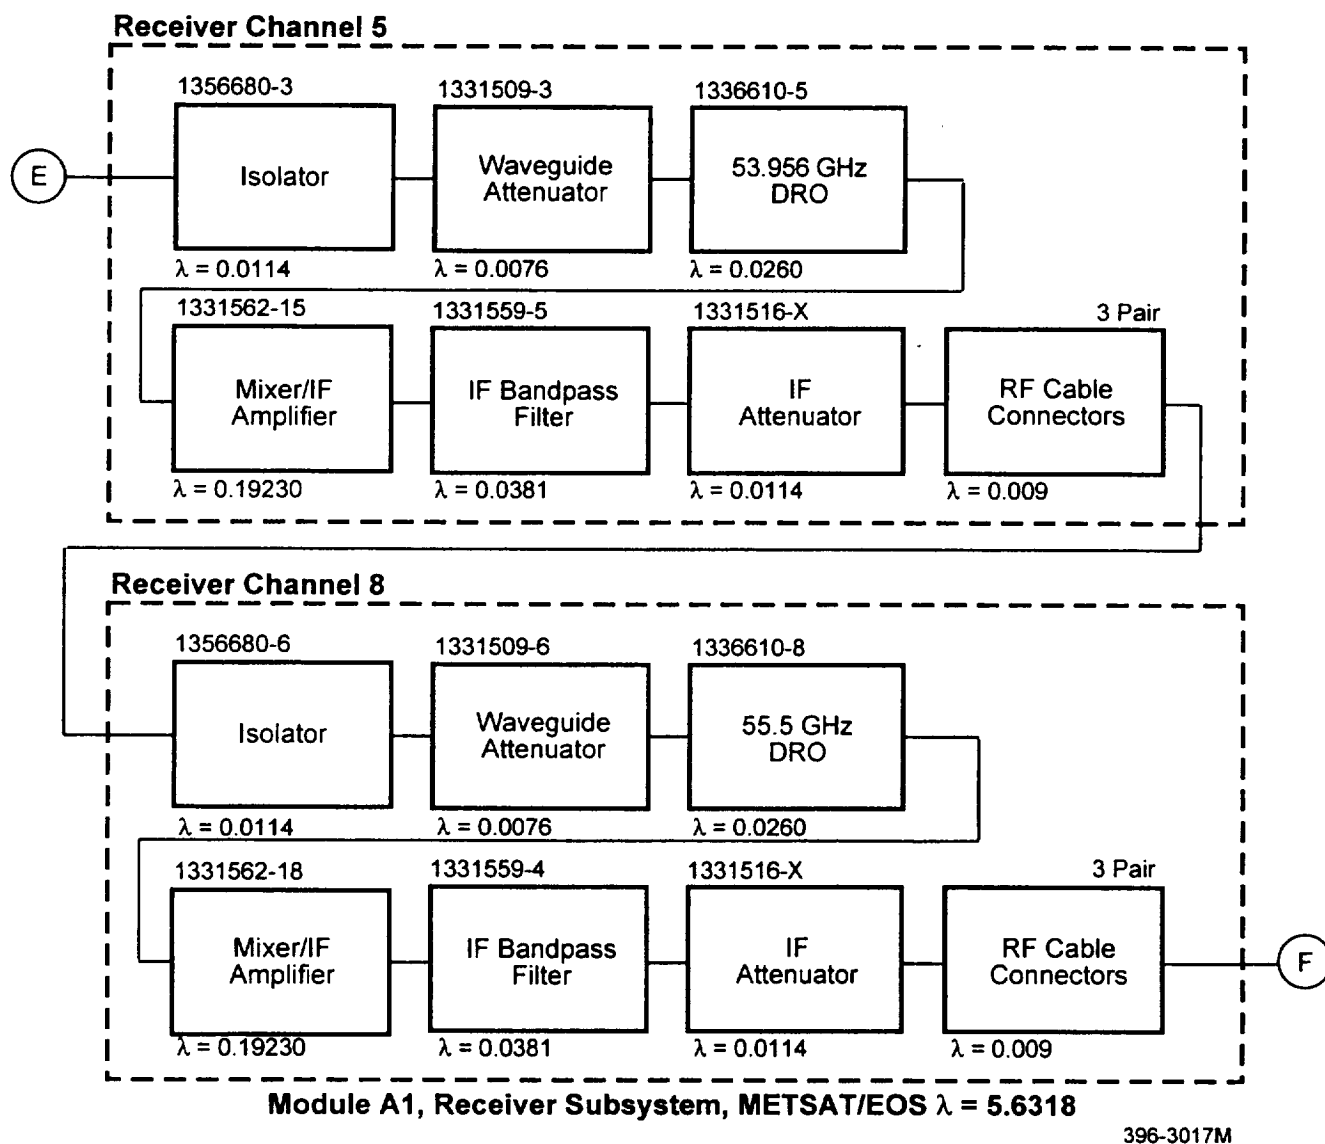 Receiver Channel 5
1356680-3
1331509-3
1336610-5
E
Isolator
Waveguide
Attenuator
53.956 GHz
DRO
λ = 0.0114
λ = 0.0076
λ = 0.0260
1331562-15
1331559-5
1331516-X
3 Pair
Mixer/IF
Amplifier
IF Bandpass
Filter
IF
Attenuator
RF Cable
Connectors
λ = 0.19230
λ = 0.0381
λ = 0.0114
λ = 0.009
Receiver Channel 8
1356680-6
1331509-6
1336610-8
Isolator
Waveguide
Attenuator
55.5 GHz
DRO
λ = 0.0114
λ = 0.0076
λ = 0.0260
1331562-18
1331559-4
1331516-X
3 Pair
Mixer/IF
Amplifier
IF Bandpass
Filter
IF
Attenuator
RF Cable
Connectors
F
λ = 0.19230
λ = 0.0381
λ = 0.0114
λ = 0.009
Module A1, Receiver Subsystem, METSAT/EOS λ = 5.6318
396-3017M